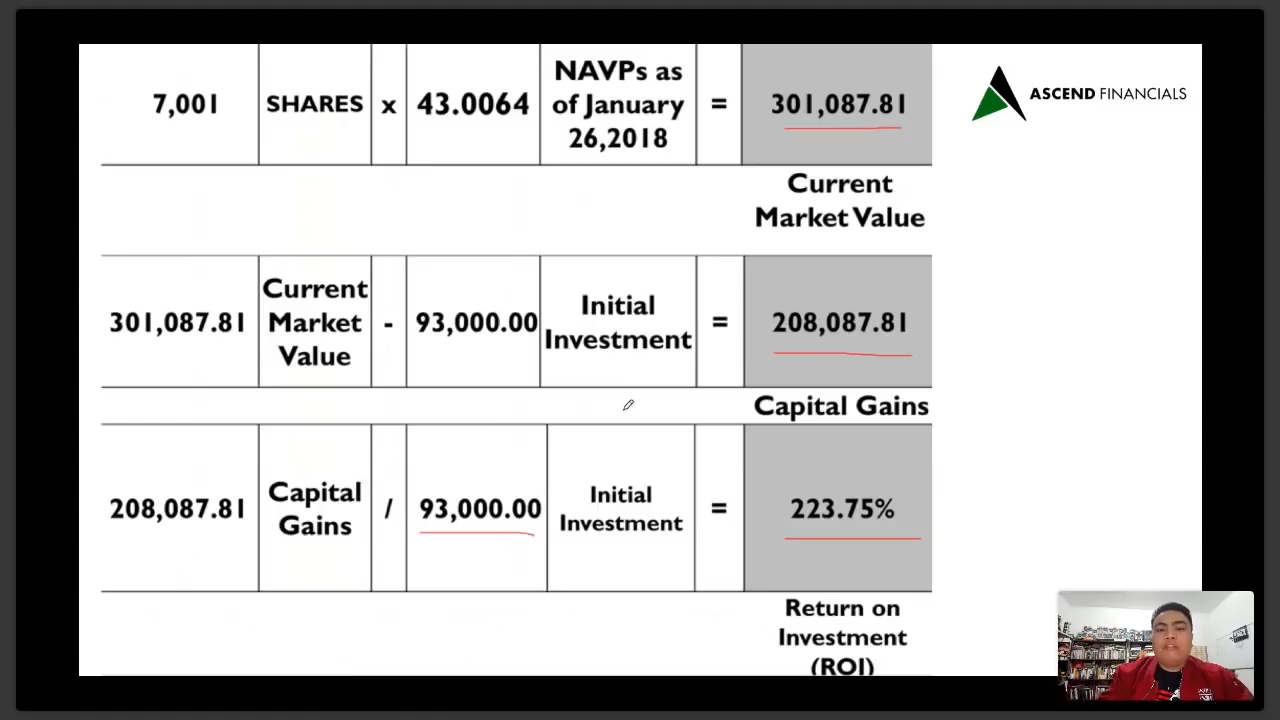 7,001 SHARES x 43.0064 NAVPs as of January 26,2018 = 301,087.81
ASCEND FINANCIALS
Current
Market Value
301,087.81 Current Market Value - 93,000.00 Initial Investment = 208,087.81
Capital Gains
208,087.81 Capital Gains / 93,000.00 Initial Investment = 223.75%
Return on
Investment
(ROI)